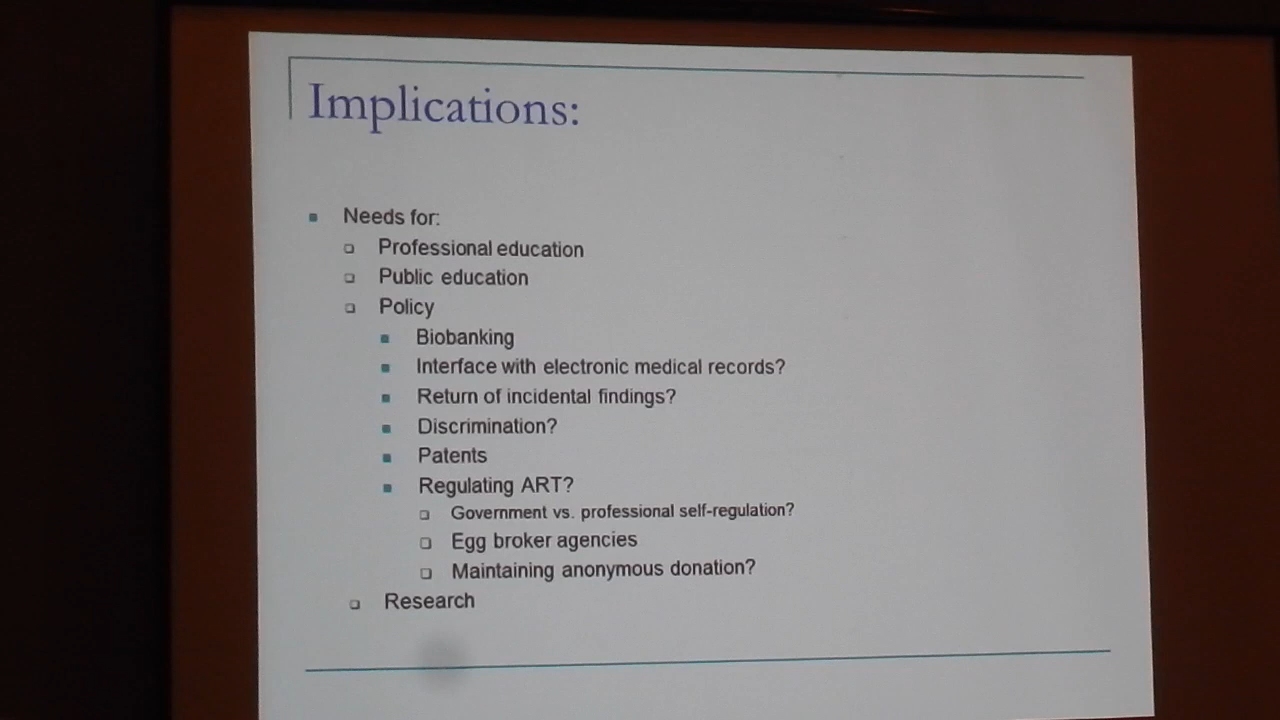 Implications:
Needs for:
Professional education
Public education
Policy
Biobanking
Interface with electronic medical records?
Return of incidental findings?
Discrimination?
Patents
Regulating ART?
Government vs. professional self-regulation?
Egg broker agencies
Maintaining anonymous donation?
Research